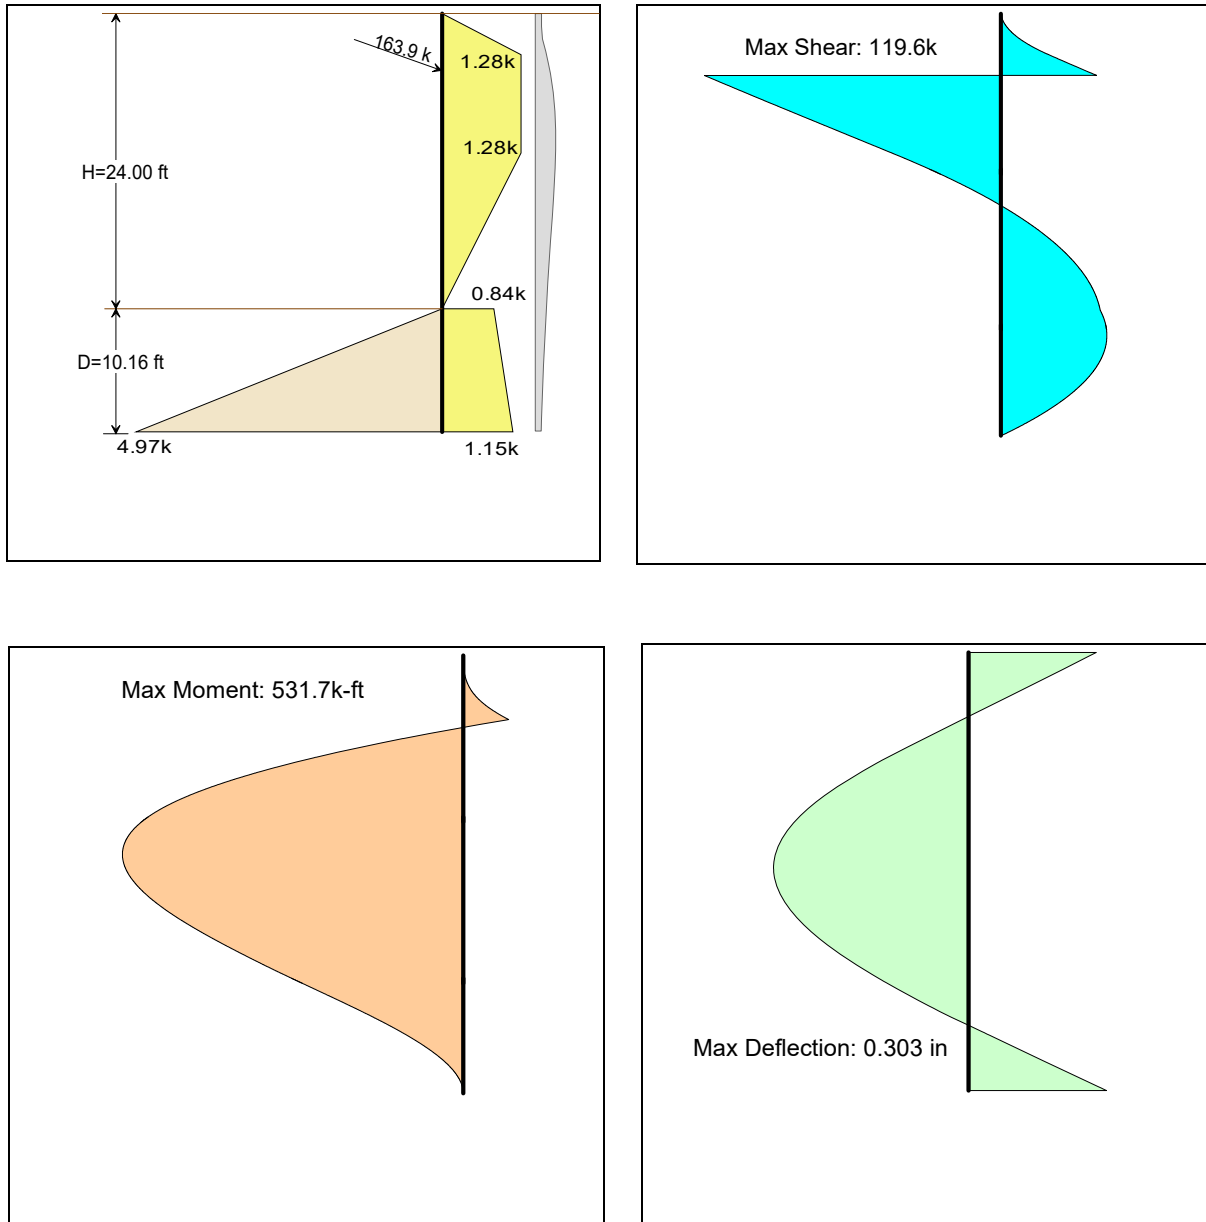 163.9 k
1.28k
1.28k
H=24.00 ft
0.84k
D=10.16 ft
4.97k
1.15k
Max Shear: 119.6k
Max Moment: 531.7k-ft
Max Deflection: 0.303 in